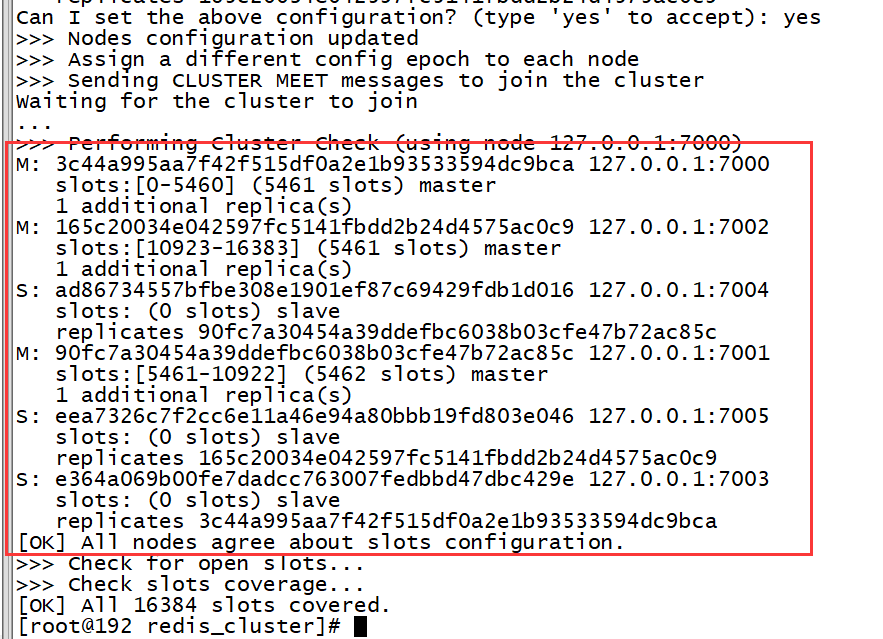 Can I set the above configuration? (type 'yes' to accept): yes
>>> Nodes configuration updated
>>> Assign a different config epoch to each node
>>> Sending CLUSTER MEET messages to join the cluster
Waiting for the cluster to join
...
>>> Performing Cluster Check (using node 127.0.0.1:7000)
M: 3c44a995aa7f42f515df0a2e1b93533594dc9bca 127.0.0.1:7000
   slots:[0-5460] (5461 slots) master
   1 additional replica(s)
M: 165c20034e042597fc5141fbdd2b24d4575ac0c9 127.0.0.1:7002
   slots:[10923-16383] (5461 slots) master
   1 additional replica(s)
S: ad86734557bfbe308e1901ef87c69429fdb1d016 127.0.0.1:7004
   slots: (0 slots) slave
   replicates 90fc7a30454a39ddefbc6038b03cfe47b72ac85c
M: 90fc7a30454a39ddefbc6038b03cfe47b72ac85c 127.0.0.1:7001
   slots:[5461-10922] (5462 slots) master
   1 additional replica(s)
S: eea7326c7f2cc6e11a46e94a80bbb19fd803e046 127.0.0.1:7005
   slots: (0 slots) slave
   replicates 165c20034e042597fc5141fbdd2b24d4575ac0c9
S: e364a069b00fe7dadcc763007fedbbd47dbc429e 127.0.0.1:7003
   slots: (0 slots) slave
   replicates 3c44a995aa7f42f515df0a2e1b93533594dc9bca
[OK] All nodes agree about slots configuration.
>>> Check for open slots...
>>> Check slots coverage...
[OK] All 16384 slots covered.
[root@192 redis_cluster]#